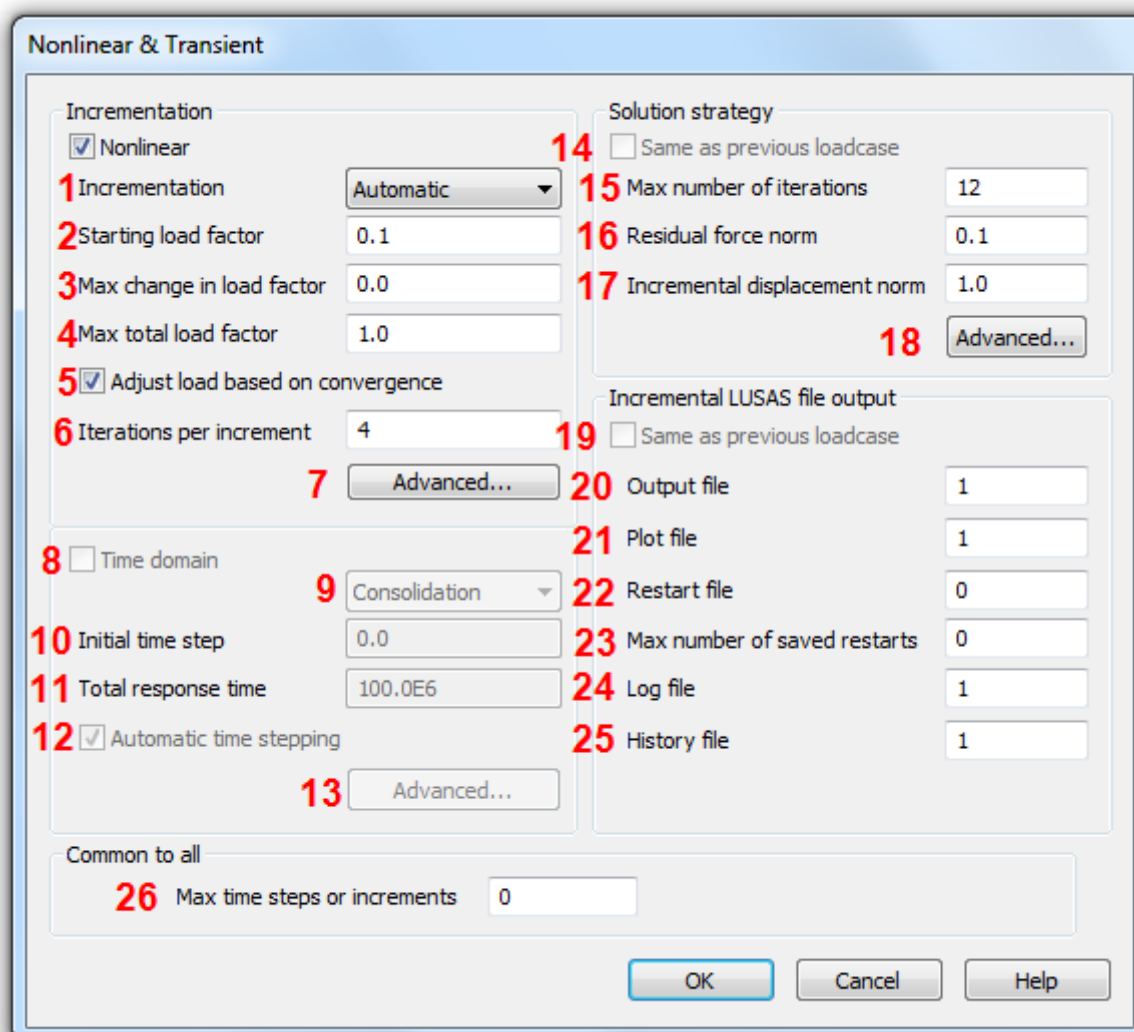 Nonlinear & Transient
Incrementation
Nonlinear
1 Incrementation Automatic
2 Starting load factor 0.1
3 Max change in load factor 0.0
4 Max total load factor 1.0
5 Adjust load based on convergence
6 Iterations per increment 4
7 Advanced...
8 Time domain
9 Consolidation
10 Initial time step 0.0
11 Total response time 100.0E6
12 Automatic time stepping
13 Advanced...
Solution strategy
14 Same as previous loadcase
15 Max number of iterations 12
16 Residual force norm 0.1
17 Incremental displacement norm 1.0
18 Advanced...
Incremental LUSAS file output
19 Same as previous loadcase
20 Output file 1
21 Plot file 1
22 Restart file 0
23 Max number of saved restarts 0
24 Log file 1
25 History file 1
Common to all
26 Max time steps or increments 0
OK Cancel Help